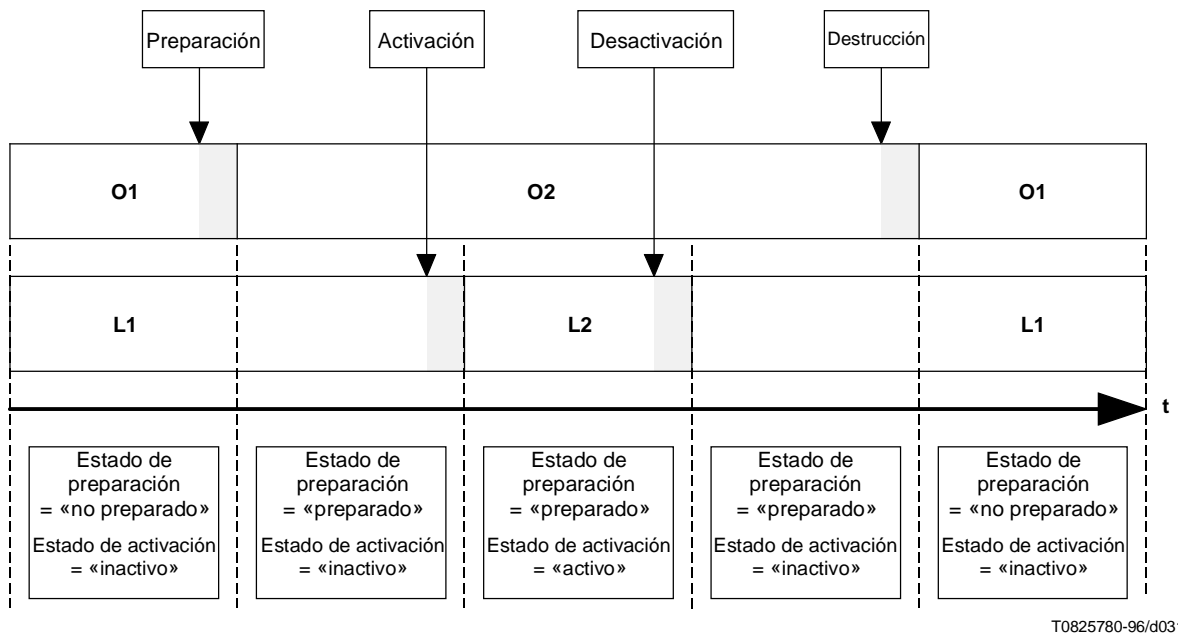 Preparación
Activación
Desactivación
Destrucción
O1
O2
O1
L1
L2
L1
t
Estado de
preparación
= «no preparado»
Estado de activación
= «inactivo»
Estado de
preparación
= «preparado»
Estado de activación
= «inactivo»
Estado de
preparación
= «preparado»
Estado de activación
= «activo»
Estado de
preparación
= «preparado»
Estado de activación
= «inactivo»
Estado de
preparación
= «no preparado»
Estado de activación
= «inactivo»
T0825780-96/d031